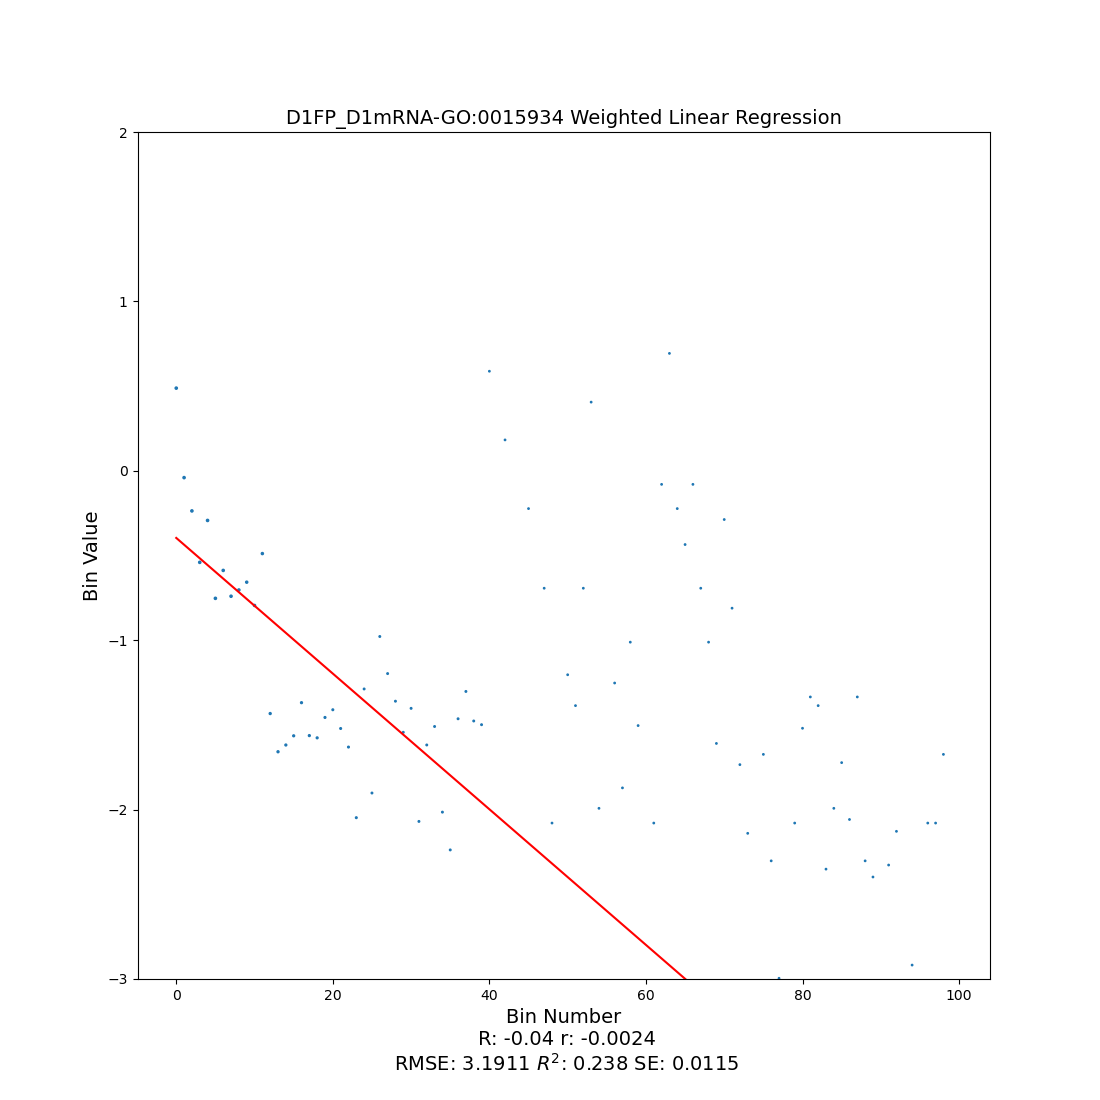 D1FP_D1mRNA-GO:0015934 Weighted Linear Regression
2
1
0
−1
−2
−3
Bin Value
0 20 40 60 80 100
Bin Number
R: -0.04 r: -0.0024
RMSE: 3.1911 R²: 0.238 SE: 0.0115